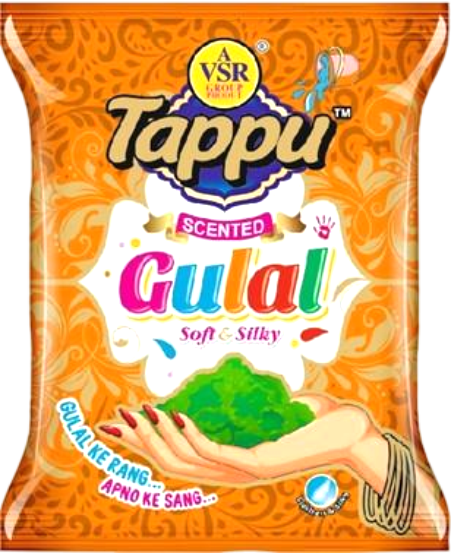 A
VSR
GROUP
PRODUCT
®
Tappu™
SCENTED
Gulal
Soft & Silky
GULAL KE RANG...
APNO KE SANG...